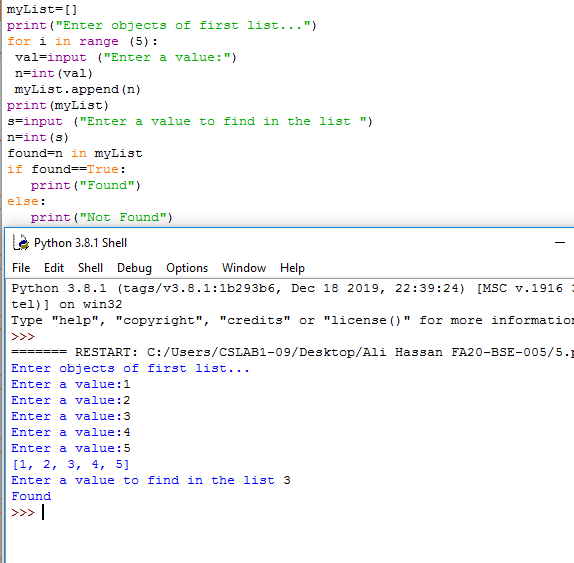 myList=[]
print("Enter objects of first list...")
for i in range (5):
 val=input ("Enter a value:")
 n=int(val)
 myList.append(n)
print(myList)
s=input ("Enter a value to find in the list ")
n=int(s)
found=n in myList
if found==True:
   print("Found")
else:
   print("Not Found")
Python 3.8.1 Shell
File Edit Shell Debug Options Window Help
Python 3.8.1 (tags/v3.8.1:1b293b6, Dec 18 2019, 22:39:24) [MSC v.1916 3
tel)] on win32
Type "help", "copyright", "credits" or "license()" for more information
>>>
======= RESTART: C:/Users/CSLAB1-09/Desktop/Ali Hassan FA20-BSE-005/5.p
Enter objects of first list...
Enter a value:1
Enter a value:2
Enter a value:3
Enter a value:4
Enter a value:5
[1, 2, 3, 4, 5]
Enter a value to find in the list 3
Found
>>>